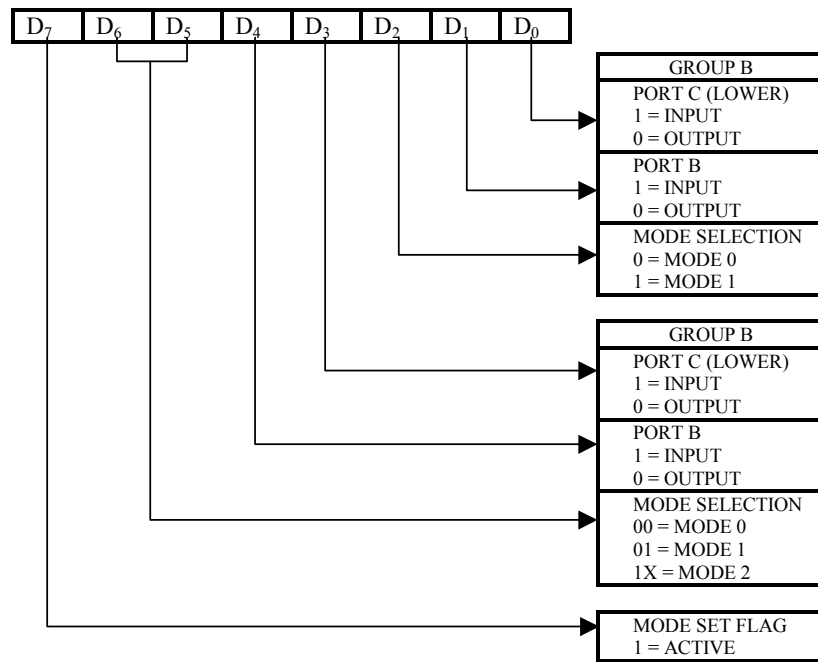 D₇ D₆ D₅ D₄ D₃ D₂ D₁ D₀
GROUP B
PORT C (LOWER)
1 = INPUT
0 = OUTPUT
PORT B
1 = INPUT
0 = OUTPUT
MODE SELECTION
0 = MODE 0
1 = MODE 1
GROUP B
PORT C (LOWER)
1 = INPUT
0 = OUTPUT
PORT B
1 = INPUT
0 = OUTPUT
MODE SELECTION
00 = MODE 0
01 = MODE 1
1X = MODE 2
MODE SET FLAG
1 = ACTIVE